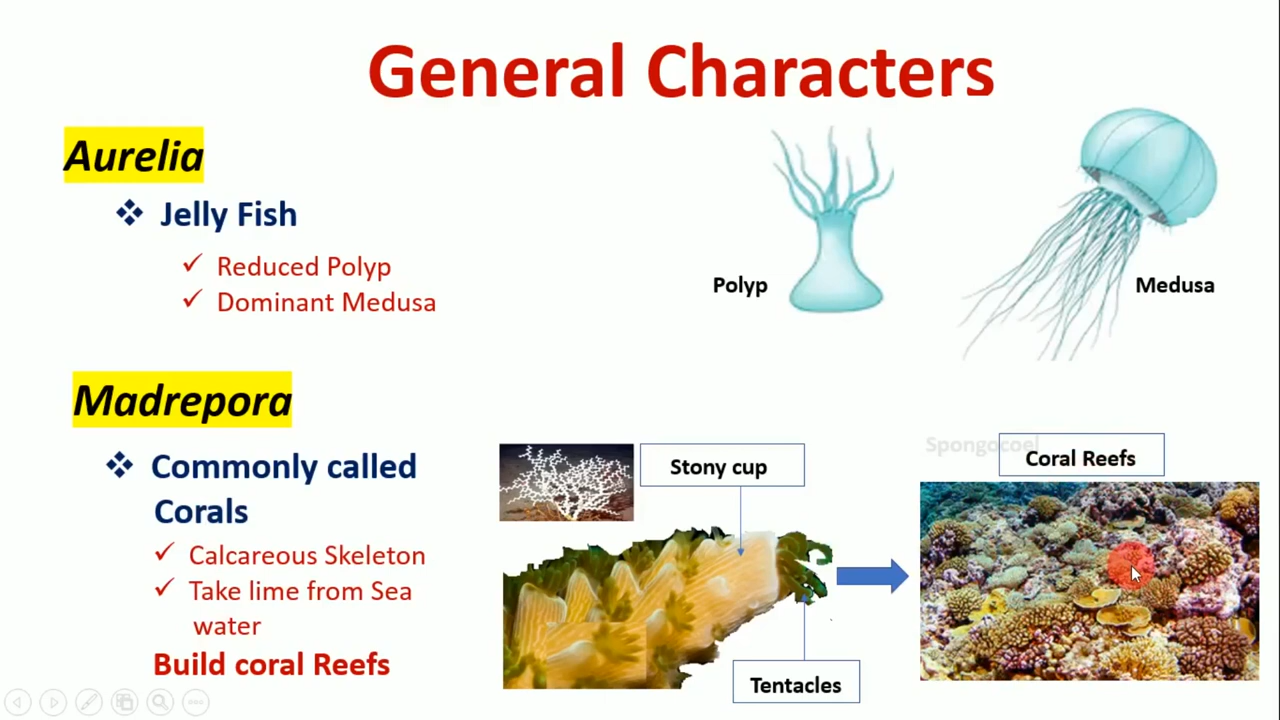 General Characters
Aurelia
❖ Jelly Fish
✓ Reduced Polyp
✓ Dominant Medusa
Polyp
Medusa
Madrepora
❖ Commonly called
Corals
✓ Calcareous Skeleton
✓ Take lime from Sea
water
Build coral Reefs
Stony cup
Tentacles
Spongocoel
Coral Reefs